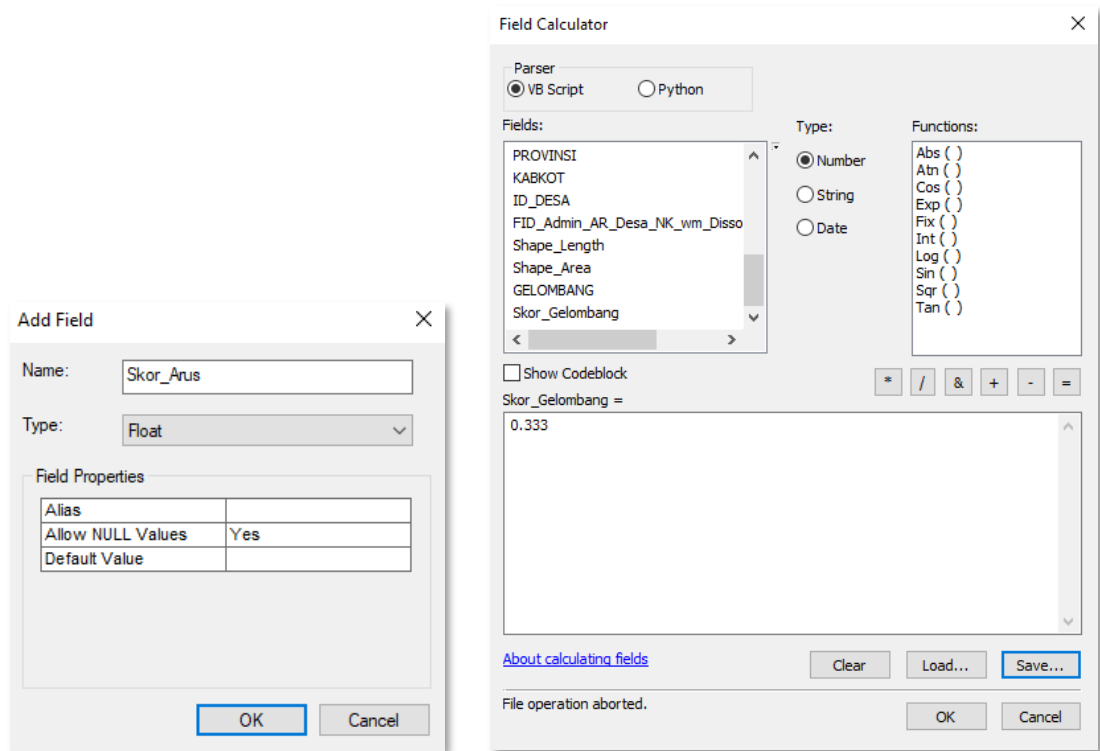 Add Field
Name:
Skor_Arus
Type:
Float
Field Properties
Alias
Allow NULL Values Yes
Default Value
OK Cancel
Field Calculator
Parser
VB Script Python
Fields:
PROVINSI
KABKOT
ID_DESA
FID_Admin_AR_Desa_NK_wm_Disso
Shape_Length
Shape_Area
GELOMBANG
Skor_Gelombang
Type:
Number
String
Date
Functions:
Abs ( )
Atn ( )
Cos ( )
Exp ( )
Fix ( )
Int ( )
Log ( )
Sin ( )
Sqr ( )
Tan ( )
Show Codeblock
* / & + - =
Skor_Gelombang =
0.333
About calculating fields
Clear Load... Save...
File operation aborted.
OK Cancel